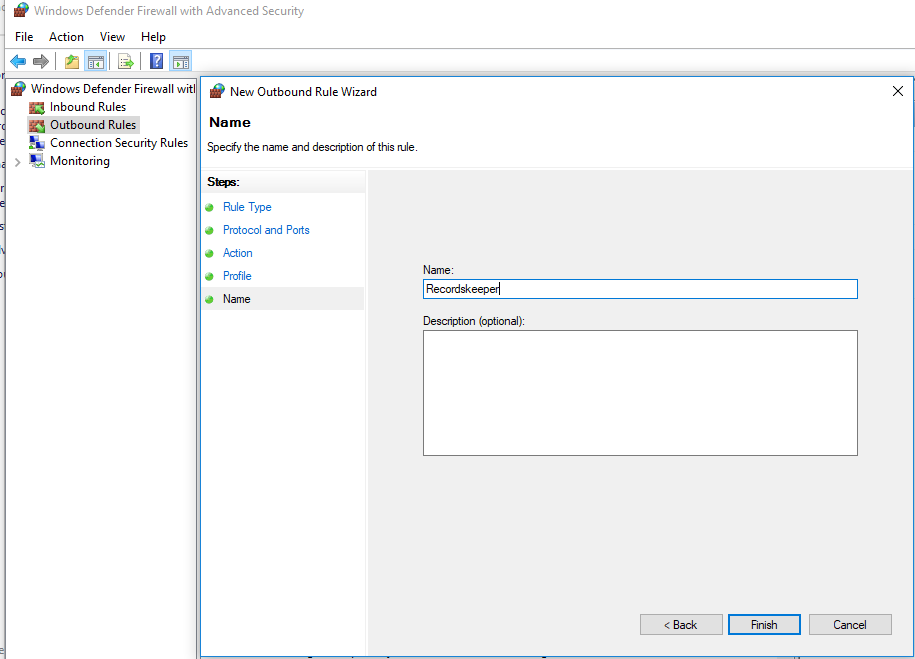 Windows Defender Firewall with Advanced Security
File Action View Help
Windows Defender Firewall wit
Inbound Rules
Outbound Rules
Connection Security Rules
Monitoring
New Outbound Rule Wizard
Name
Specify the name and description of this rule.
Steps:
Rule Type
Protocol and Ports
Action
Profile
Name
Name:
Recordskeeper
Description (optional):
< Back Finish Cancel